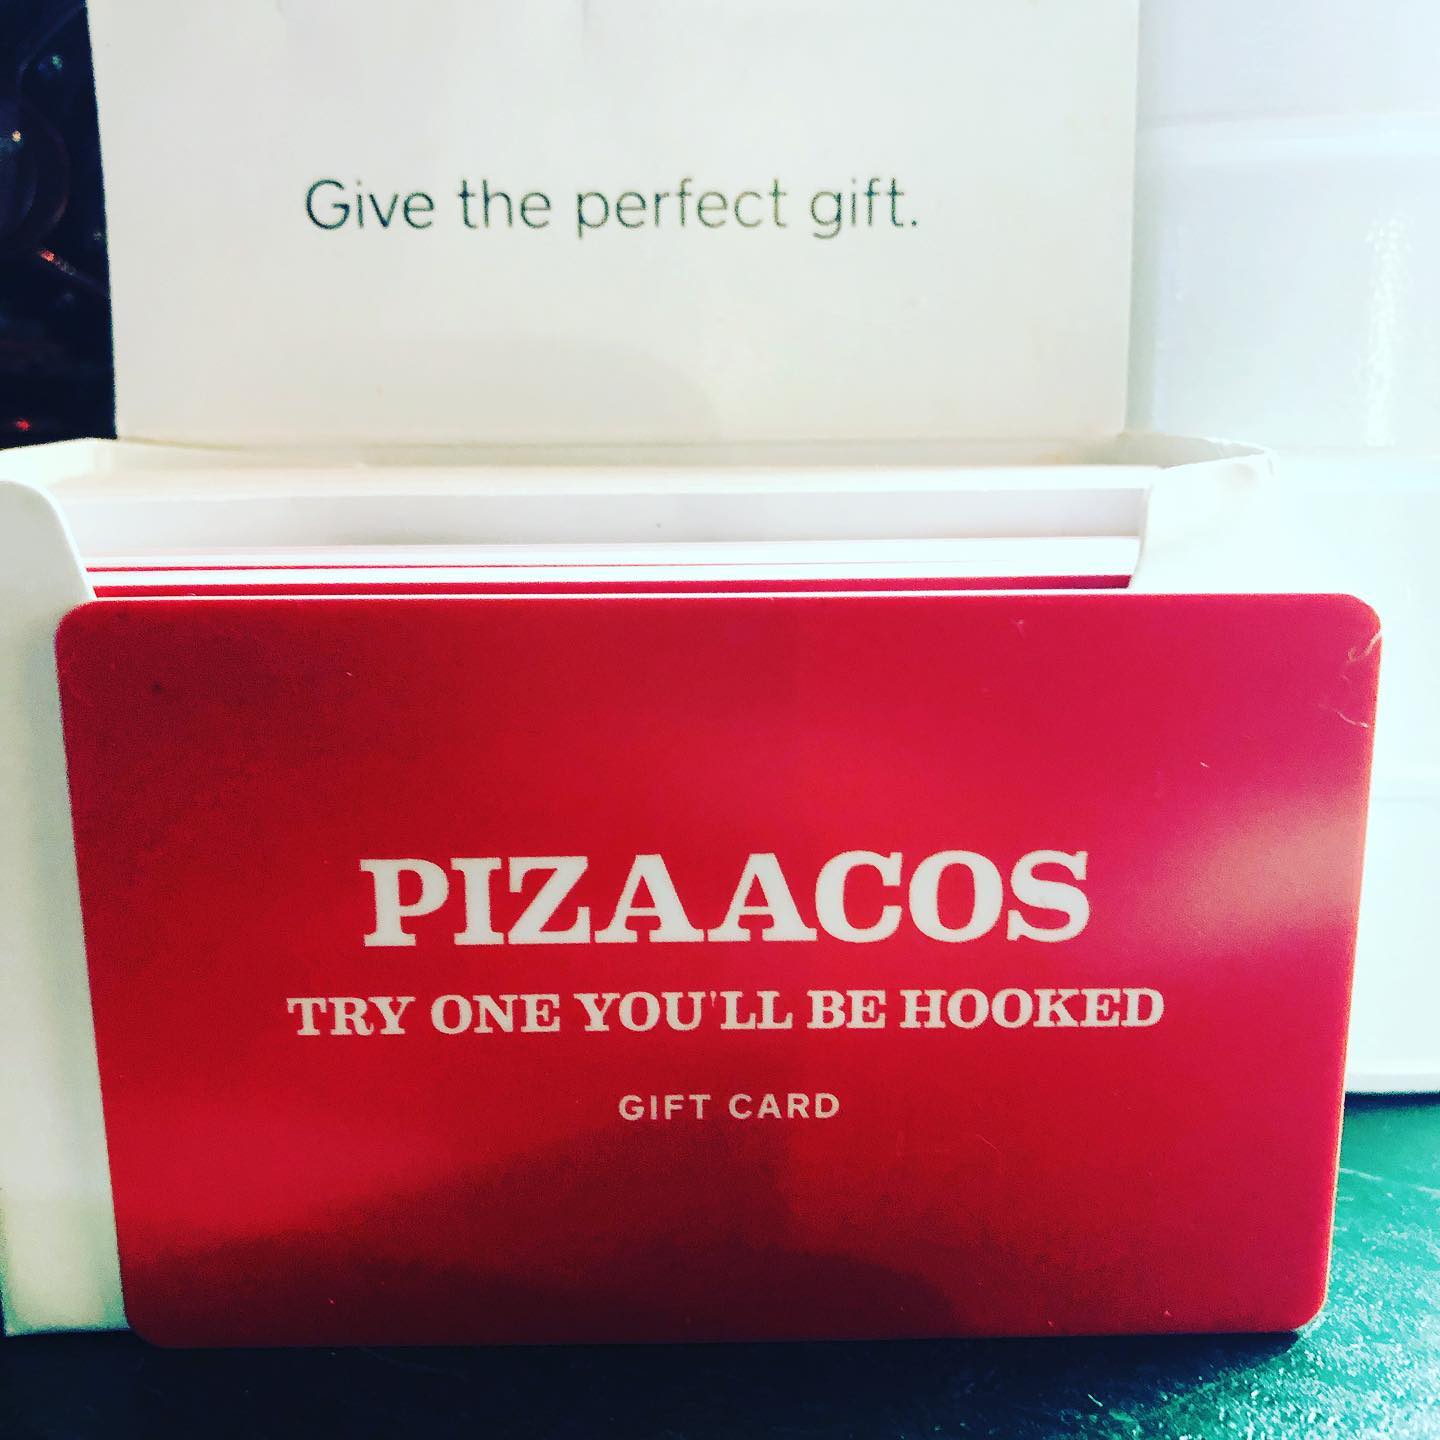 Give the perfect gift.
PIZAACOS
TRY ONE YOU'LL BE HOOKED
GIFT CARD